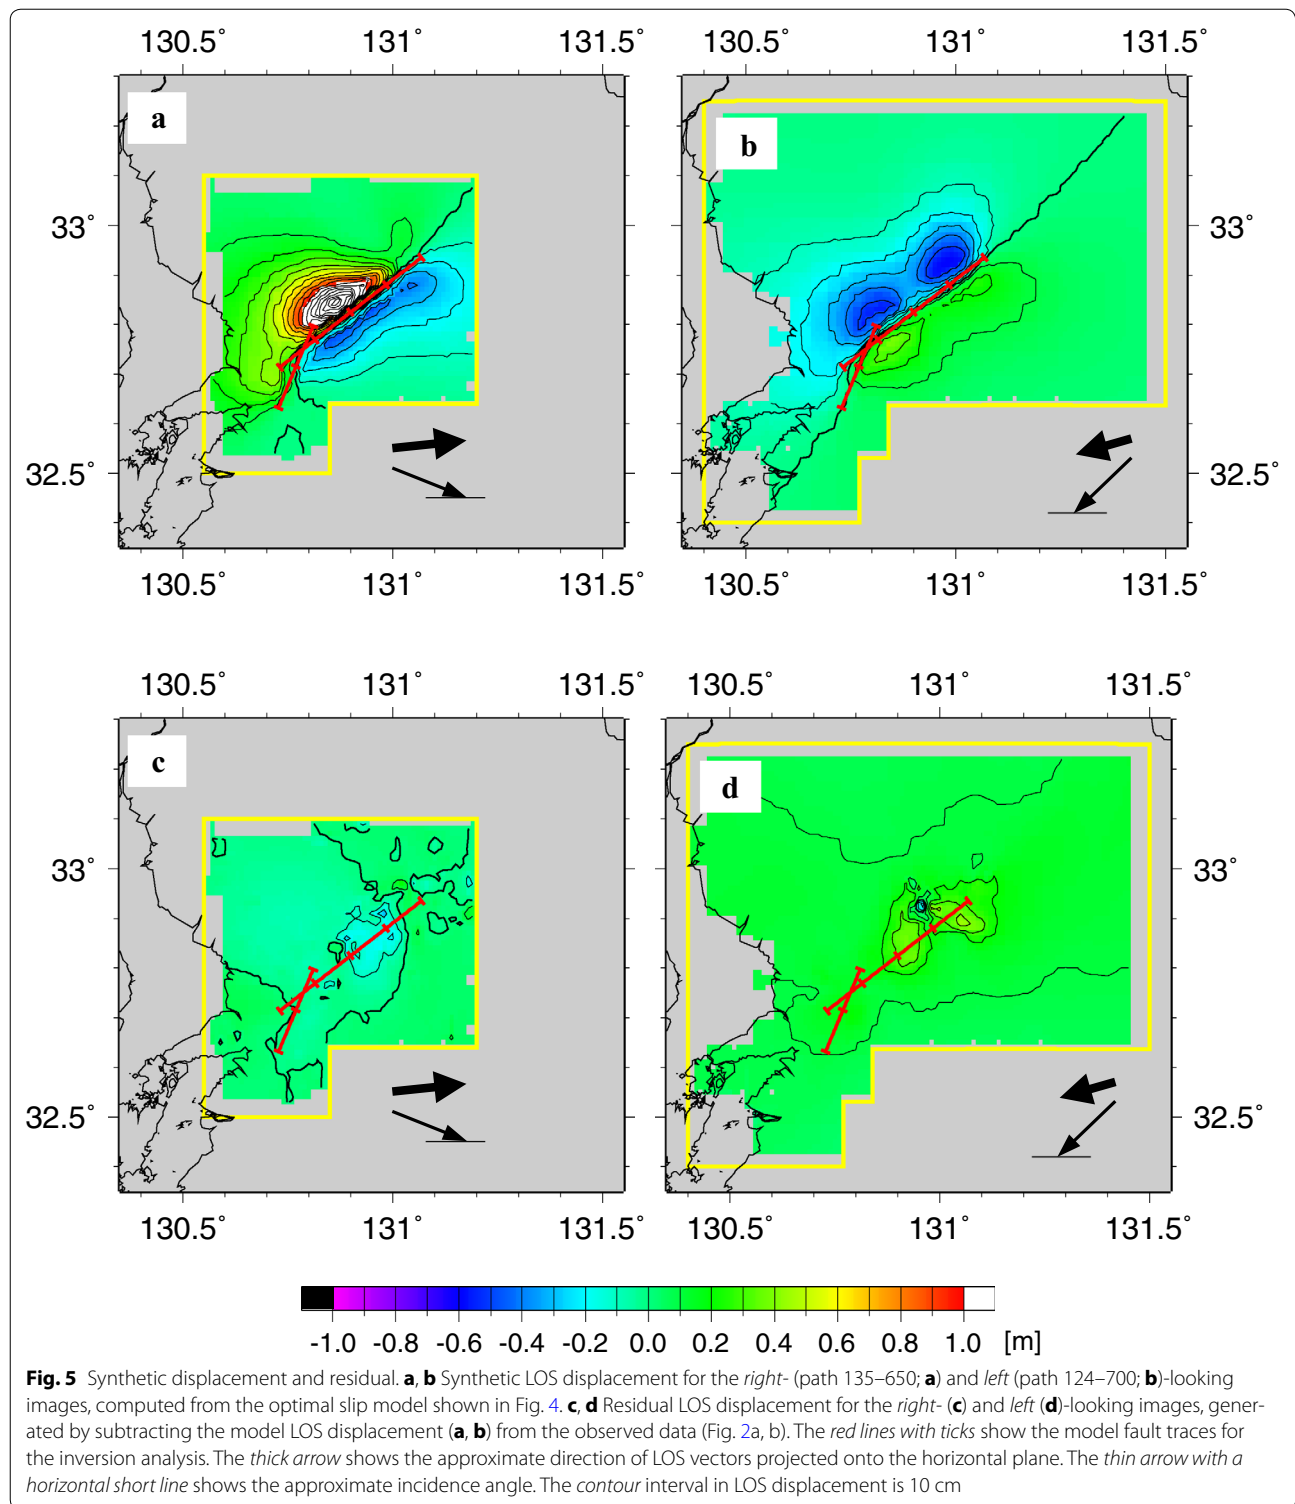 130.5˚ 131˚ 131.5˚ 130.5˚ 131˚ 131.5˚
a
b
33˚ 33˚
32.5˚ 32.5˚
130.5˚ 131˚ 131.5˚ 130.5˚ 131˚ 131.5˚
130.5˚ 131˚ 131.5˚ 130.5˚ 131˚ 131.5˚
c
d
33˚ 33˚
32.5˚ 32.5˚
130.5˚ 131˚ 131.5˚ 130.5˚ 131˚ 131.5˚
-1.0 -0.8 -0.6 -0.4 -0.2 0.0 0.2 0.4 0.6 0.8 1.0 [m]
Fig. 5 Synthetic displacement and residual. a, b Synthetic LOS displacement for the right- (path 135–650; a) and left (path 124–700; b)-looking
images, computed from the optimal slip model shown in Fig. 4. c, d Residual LOS displacement for the right- (c) and left (d)-looking images, gener-
ated by subtracting the model LOS displacement (a, b) from the observed data (Fig. 2a, b). The red lines with ticks show the model fault traces for
the inversion analysis. The thick arrow shows the approximate direction of LOS vectors projected onto the horizontal plane. The thin arrow with a
horizontal short line shows the approximate incidence angle. The contour interval in LOS displacement is 10 cm